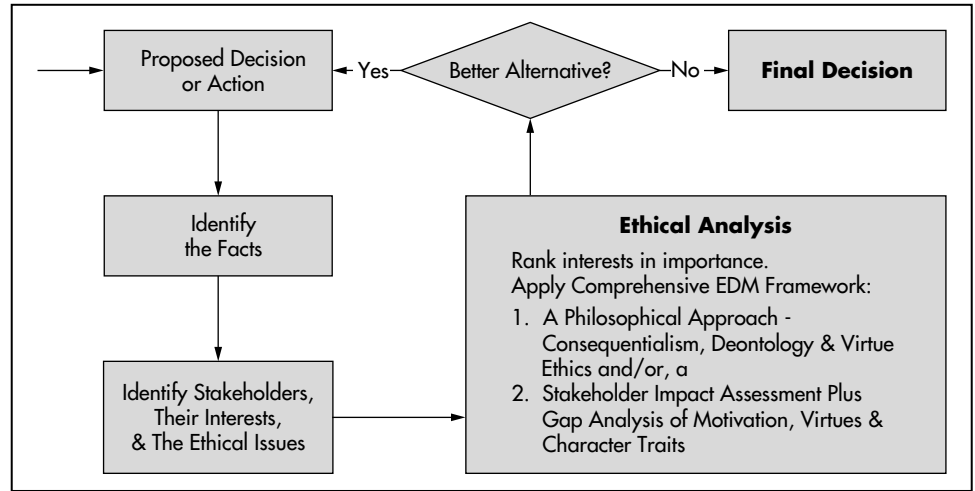 Proposed Decision
or Action
Yes
Better Alternative?
No
Final Decision
Identify
the Facts
Identify Stakeholders,
Their Interests,
& The Ethical Issues
Ethical Analysis
Rank interests in importance.
Apply Comprehensive EDM Framework:
1. A Philosophical Approach -
Consequentialism, Deontology & Virtue
Ethics and/or, a
2. Stakeholder Impact Assessment Plus
Gap Analysis of Motivation, Virtues &
Character Traits